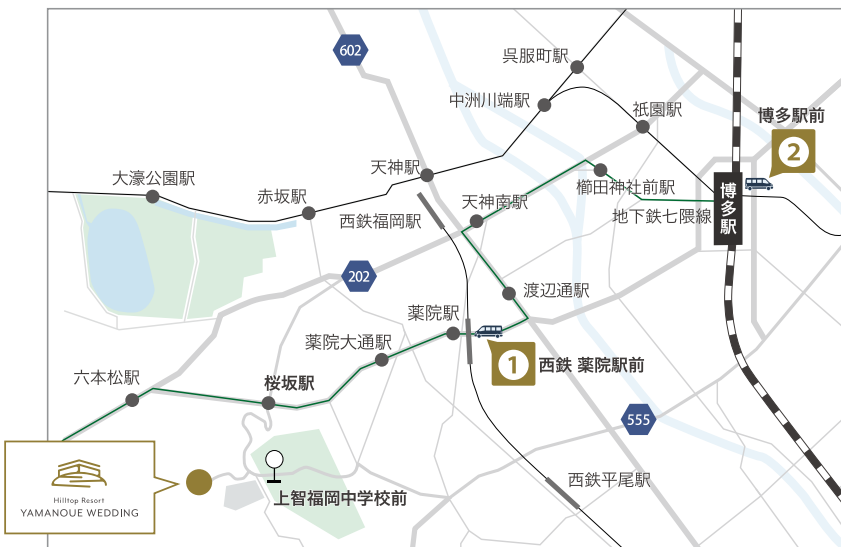 602
呉服町駅
中洲川端駅
祇園駅
博多駅前
2
大濠公園駅
天神駅
赤坂駅
櫛田神社前駅
博多駅
西鉄福岡駅
天神南駅
地下鉄七隈線
202
渡辺通駅
薬院駅
薬院大通駅
1
西鉄 薬院駅前
六本松駅
桜坂駅
555
Hilltop Resort
YAMANOUE WEDDING
上智福岡中学校前
西鉄平尾駅